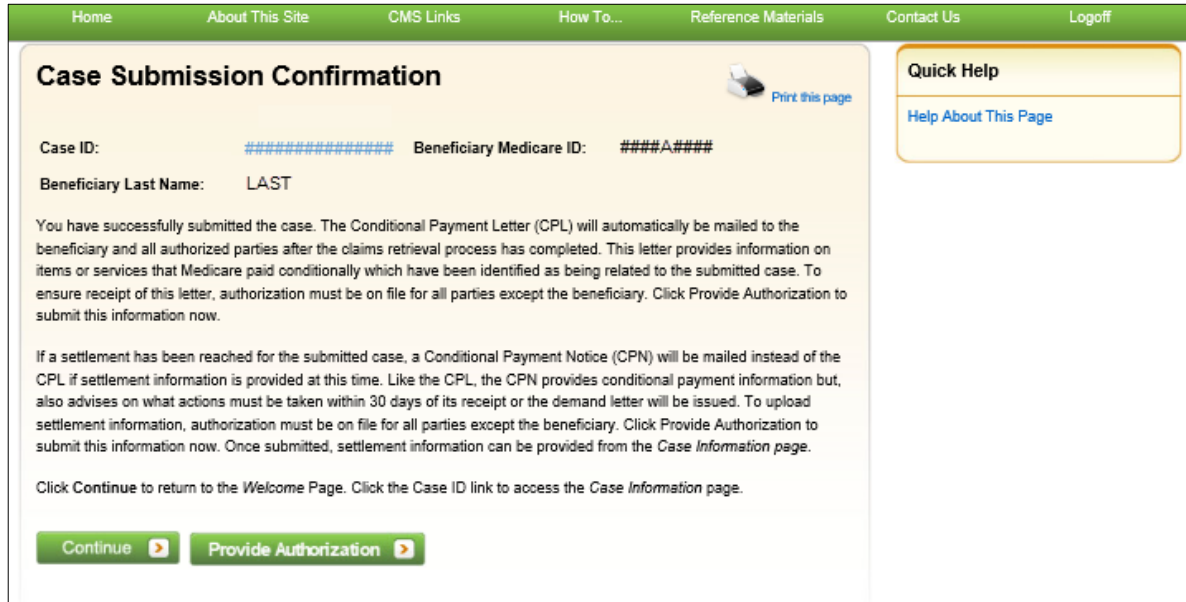 Home About This Site CMS Links How To... Reference Materials Contact Us Logoff
Case Submission Confirmation
Print this page
Quick Help
Help About This Page
Case ID: ############### Beneficiary Medicare ID: ####A####
Beneficiary Last Name: LAST
You have successfully submitted the case. The Conditional Payment Letter (CPL) will automatically be mailed to the
beneficiary and all authorized parties after the claims retrieval process has completed. This letter provides information on
items or services that Medicare paid conditionally which have been identified as being related to the submitted case. To
ensure receipt of this letter, authorization must be on file for all parties except the beneficiary. Click Provide Authorization to
submit this information now.
If a settlement has been reached for the submitted case, a Conditional Payment Notice (CPN) will be mailed instead of the
CPL if settlement information is provided at this time. Like the CPL, the CPN provides conditional payment information but,
also advises on what actions must be taken within 30 days of its receipt or the demand letter will be issued. To upload
settlement information, authorization must be on file for all parties except the beneficiary. Click Provide Authorization to
submit this information now. Once submitted, settlement information can be provided from the Case Information page.
Click Continue to return to the Welcome Page. Click the Case ID link to access the Case Information page.
Continue Provide Authorization